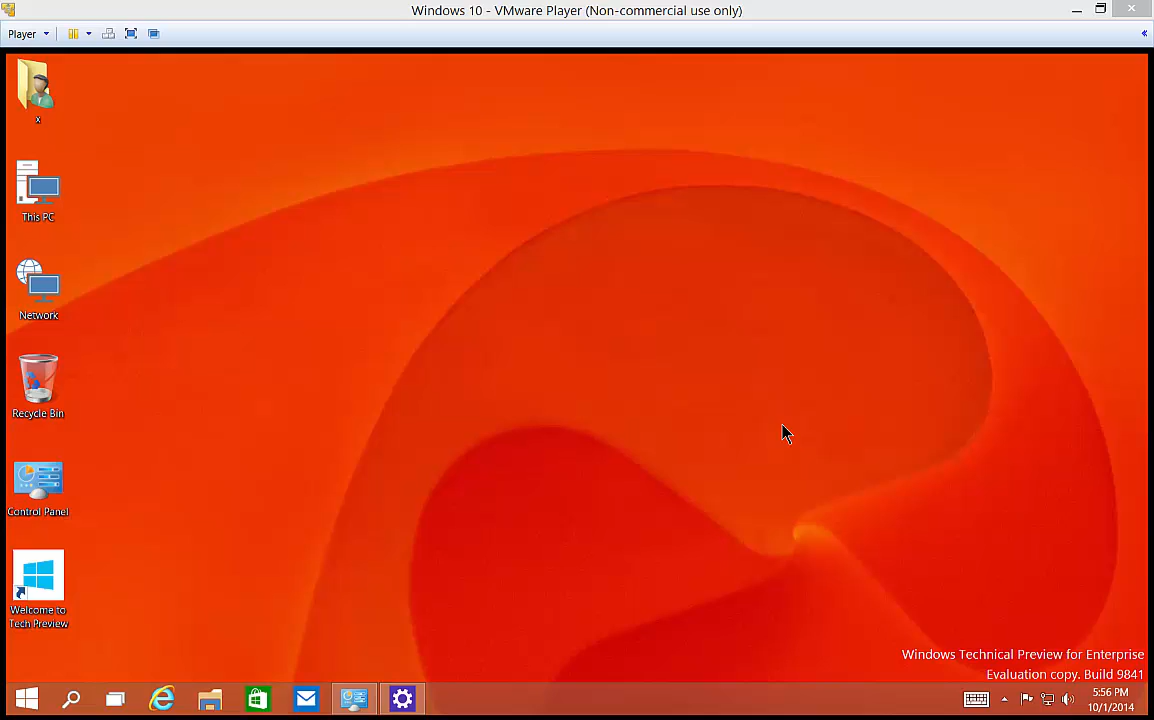 Windows 10 - VMware Player (Non-commercial use only)
Player
x
This PC
Network
Recycle Bin
Control Panel
Welcome to
Tech Preview
Windows Technical Preview for Enterprise
Evaluation copy. Build 9841
5:56 PM
10/1/2014